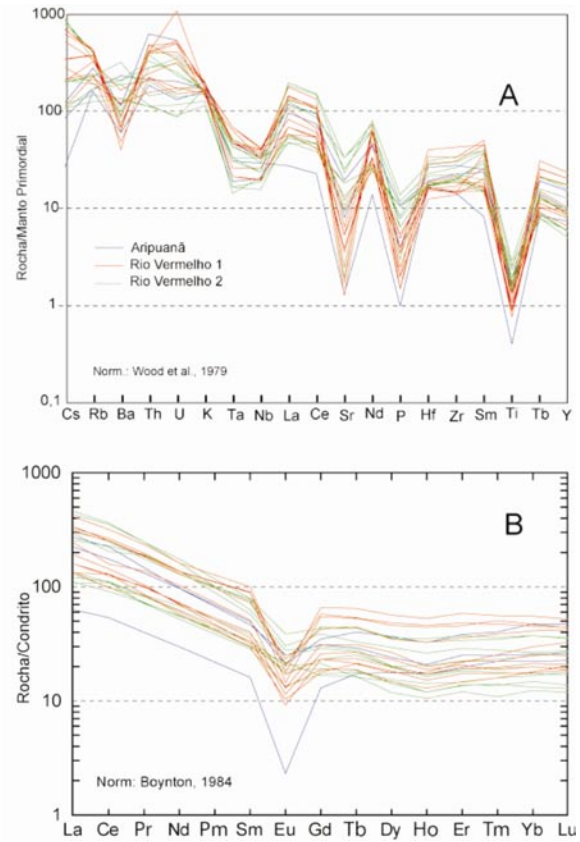 1000
A
100
10
1
0,1
Rocha/Manto Primordial
Aripuanã
Rio Vermelho 1
Rio Vermelho 2
Norm.: Wood et al., 1979
Cs Rb Ba Th U K Ta Nb La Ce Sr Nd P Hf Zr Sm Ti Tb Y
1000
B
100
10
1
Rocha/Condrito
Norm: Boynton, 1984
La Ce Pr Nd Pm Sm Eu Gd Tb Dy Ho Er Tm Yb Lu